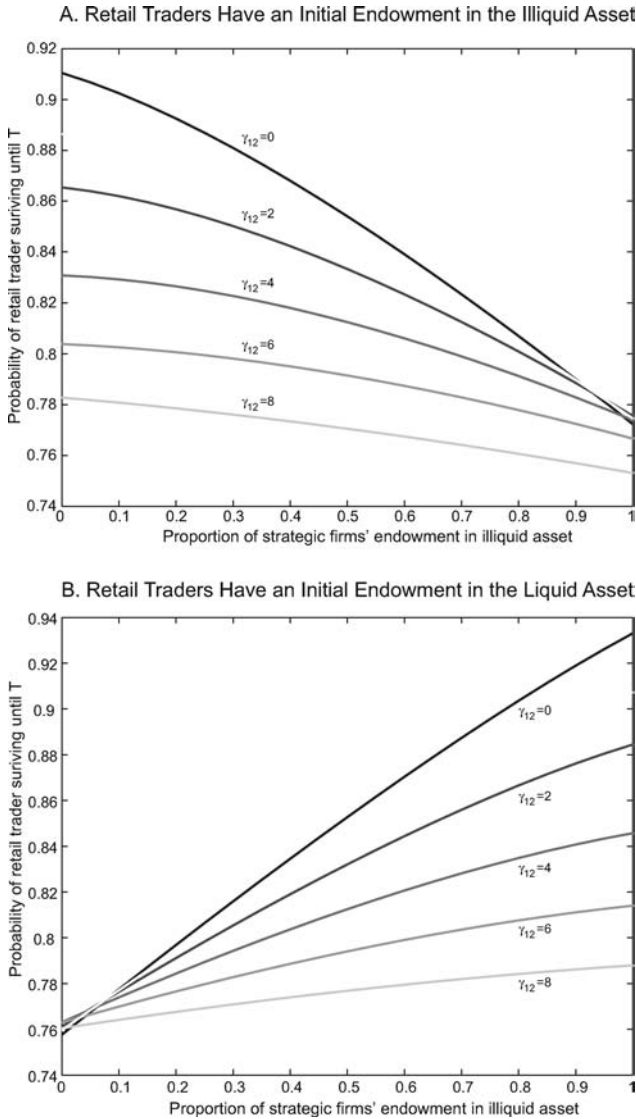 A. Retail Traders Have an Initial Endowment in the Illiquid Asset
Probability of retail trader suriving until T
0.92
0.9
0.88
0.86
0.84
0.82
0.8
0.78
0.76
0.74
γ12=0
γ12=2
γ12=4
γ12=6
γ12=8
0 0.1 0.2 0.3 0.4 0.5 0.6 0.7 0.8 0.9 1
Proportion of strategic firms' endowment in illiquid asset
B. Retail Traders Have an Initial Endowment in the Liquid Asset
Probability of retail trader suriving until T
0.94
0.92
0.9
0.88
0.86
0.84
0.82
0.8
0.78
0.76
0.74
γ12=0
γ12=2
γ12=4
γ12=6
γ12=8
0 0.1 0.2 0.3 0.4 0.5 0.6 0.7 0.8 0.9 1
Proportion of strategic firms' endowment in illiquid asset